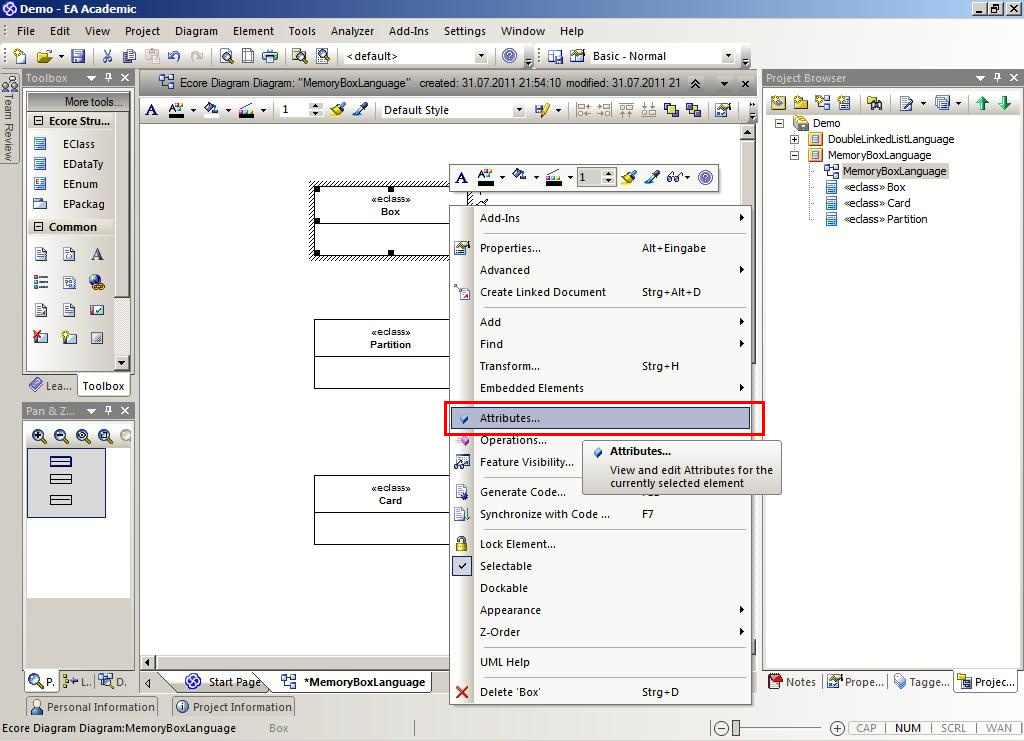 Demo - EA Academic
File Edit View Project Diagram Element Tools Analyzer Add-Ins Settings Window Help
<default>
Basic - Normal
Team Review
Toolbox
More tools...
Ecore Stru...
EClass
EDataTy
EEnum
EPackag
Common
Lea...
Toolbox
Pan & Z...
P.
L..
D.
Ecore Diagram Diagram: "MemoryBoxLanguage" created: 31.07.2011 21:54:10 modified: 31.07.2011 21
1
Default Style
«eclass»
Box
«eclass»
Partition
«eclass»
Card
1
Add-Ins
Properties... Alt+Eingabe
Advanced
Create Linked Document Strg+Alt+D
Add
Find
Transform... Strg+H
Embedded Elements
Attributes...
Operations...
Feature Visibility...
Generate Code...
Synchronize with Code ... F7
Lock Element...
Selectable
Dockable
Appearance
Z-Order
UML Help
Delete 'Box' Strg+D
Attributes...
View and edit Attributes for the
currently selected element
Start Page
*MemoryBoxLanguage
Project Browser
Demo
DoubleLinkedListLanguage
MemoryBoxLanguage
MemoryBoxLanguage
«eclass» Box
«eclass» Card
«eclass» Partition
Notes
Prope...
Tagge...
Projec...
Personal Information
Project Information
Ecore Diagram Diagram:MemoryBoxLanguage Box
CAP NUM SCRL WAN